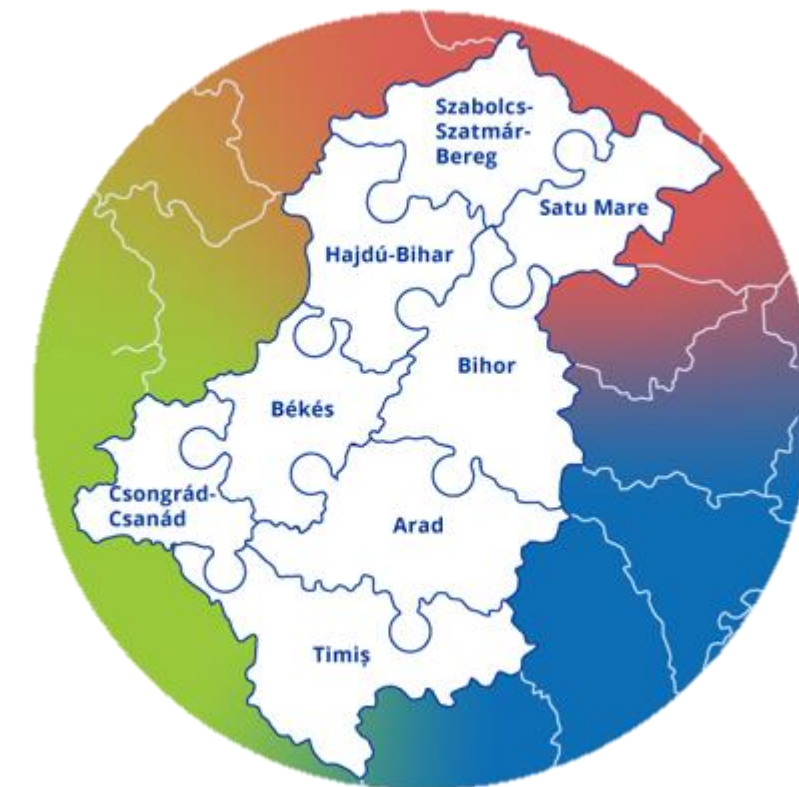 Szabolcs-
Szatmár-
Bereg
Satu Mare
Hajdú-Bihar
Bihor
Békés
Csongrád-
Csanád
Arad
Timiș